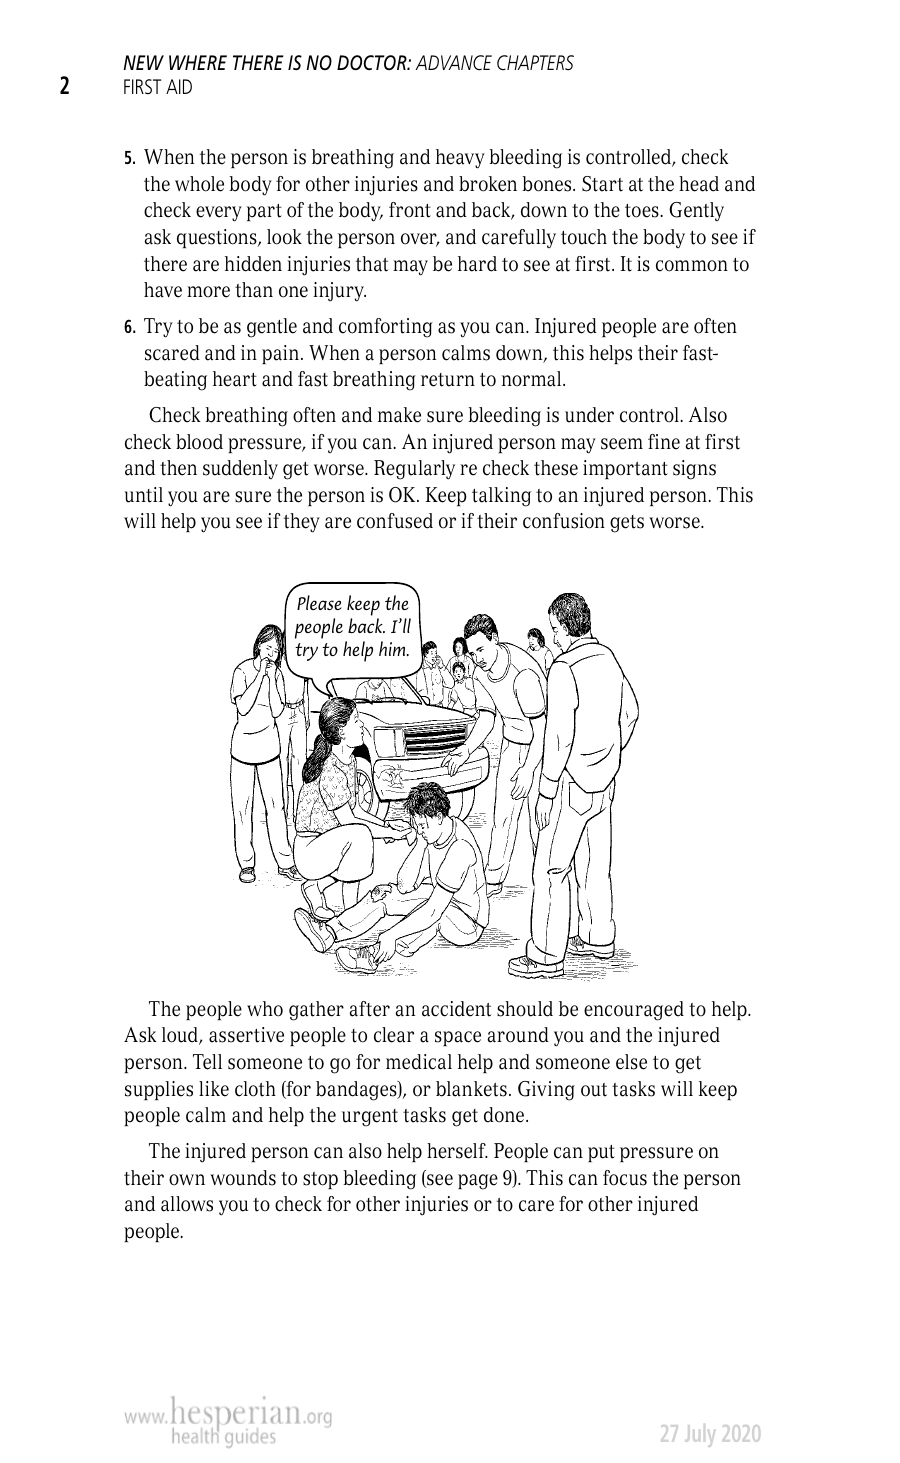 NEW WHERE THERE IS NO DOCTOR: ADVANCE CHAPTERS
2 FIRST AID
5. When the person is breathing and heavy bleeding is controlled, check
the whole body for other injuries and broken bones. Start at the head and
check every part of the body, front and back, down to the toes. Gently
ask questions, look the person over, and carefully touch the body to see if
there are hidden injuries that may be hard to see at first. It is common to
have more than one injury.
6. Try to be as gentle and comforting as you can. Injured people are often
scared and in pain. When a person calms down, this helps their fast-
beating heart and fast breathing return to normal.
Check breathing often and make sure bleeding is under control. Also
check blood pressure, if you can. An injured person may seem fine at first
and then suddenly get worse. Regularly re check these important signs
until you are sure the person is OK. Keep talking to an injured person. This
will help you see if they are confused or if their confusion gets worse.
Please keep the
people back. I’ll
try to help him.
The people who gather after an accident should be encouraged to help.
Ask loud, assertive people to clear a space around you and the injured
person. Tell someone to go for medical help and someone else to get
supplies like cloth (for bandages), or blankets. Giving out tasks will keep
people calm and help the urgent tasks get done.
The injured person can also help herself. People can put pressure on
their own wounds to stop bleeding (see page 9). This can focus the person
and allows you to check for other injuries or to care for other injured
people.
www.hesperian.org
health guides
27 July 2020